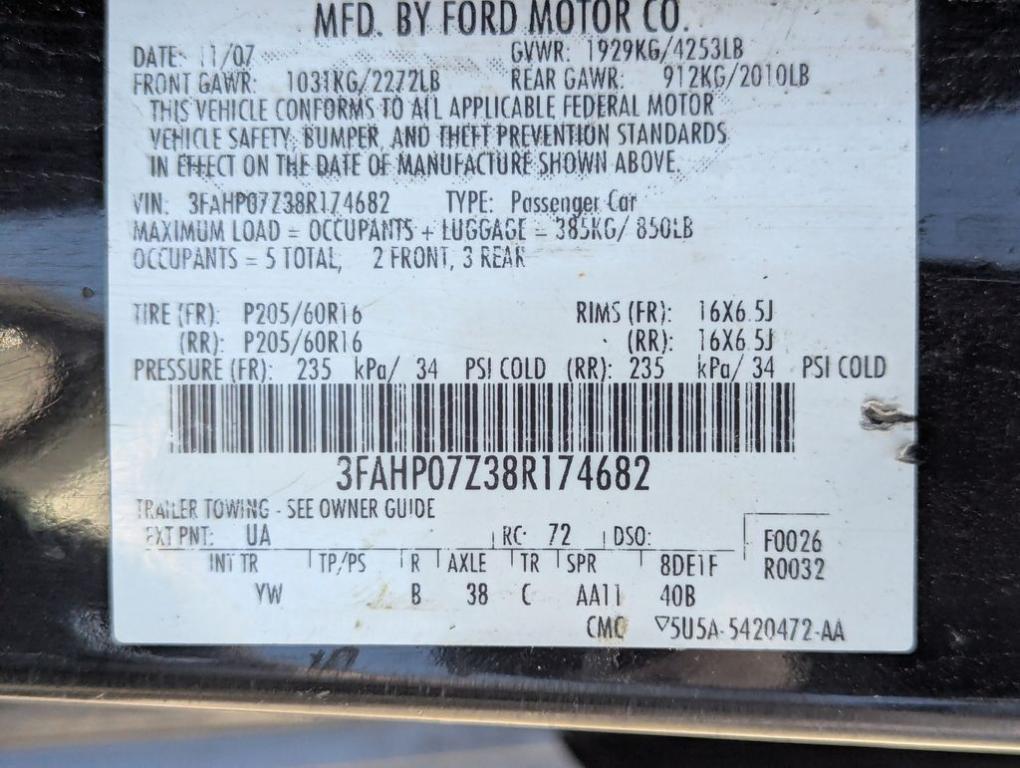 MFD. BY FORD MOTOR CO.
DATE: 11/07 GVWR: 1929KG/4253LB
FRONT GAWR: 1031KG/2272LB REAR GAWR: 912KG/2010LB
THIS VEHICLE CONFORMS TO ALL APPLICABLE FEDERAL MOTOR
VEHICLE SAFETY, BUMPER, AND THEFT PREVENTION STANDARDS
IN EFFECT ON THE DATE OF MANUFACTURE SHOWN ABOVE.
VIN: 3FAHP07Z38R174682 TYPE: Passenger Car
MAXIMUM LOAD = OCCUPANTS + LUGGAGE = 385KG/ 850LB
OCCUPANTS = 5 TOTAL, 2 FRONT, 3 REAR
TIRE (FR): P205/60R16 RIMS (FR): 16X6.5J
(RR): P205/60R16 (RR): 16X6.5J
PRESSURE (FR): 235 kPa/ 34 PSI COLD (RR): 235 kPa/ 34 PSI COLD
3FAHP07Z38R174682
TRAILER TOWING - SEE OWNER GUIDE
EXT PNT: UA RC: 72 DSO: F0026
INT TR TP/PS R AXLE TR SPR 8DE1F R0032
YW B 38 C AA11 40B
CMC ▽5U5A-5420472-AA